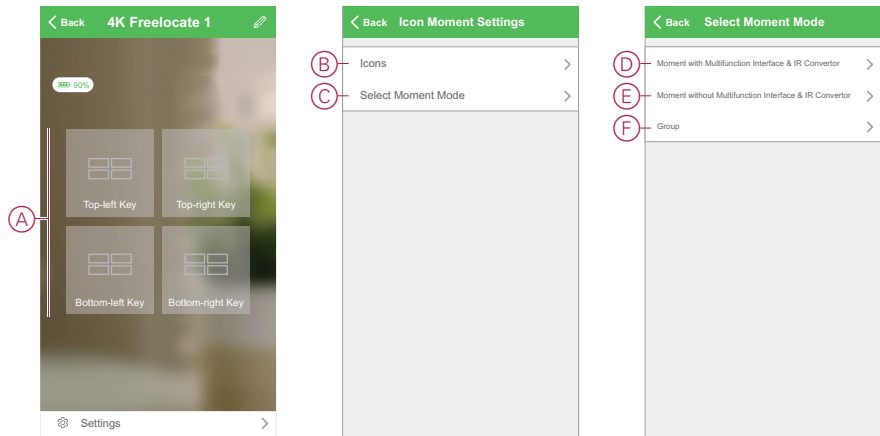 Back 4K Freelocate 1
90%
A
Top-left Key Top-right Key
Bottom-left Key Bottom-right Key
Settings
Back Icon Moment Settings
B Icons
C Select Moment Mode
Back Select Moment Mode
D Moment with Multifunction Interface & IR Convertor
E Moment without Multifunction Interface & IR Convertor
F Group